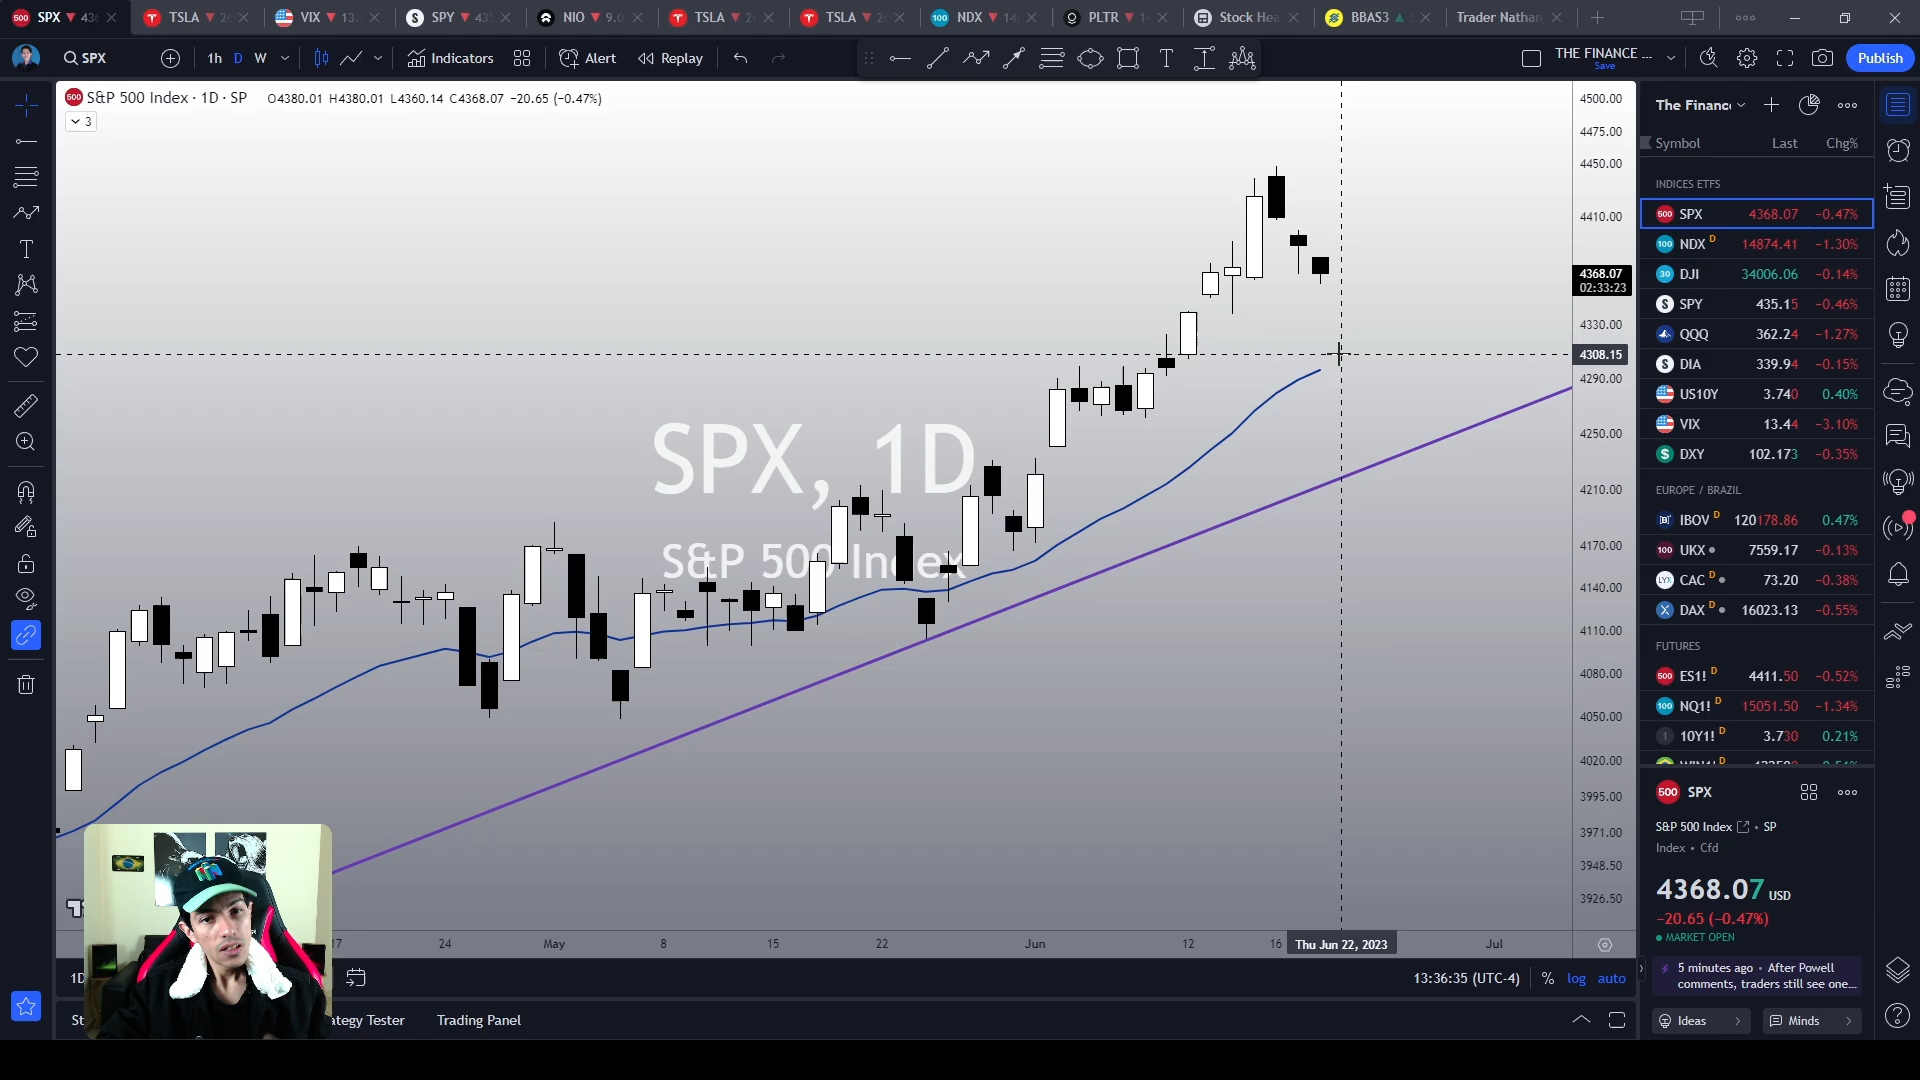 SPX 43
TSLA 2
VIX 13.
SPY 43
NIO 9.0
TSLA 2
TSLA 2
NDX 14
PLTR 1
Stock Hea
BBAS3
Trader Nathan
SPX
1h D W
Indicators
Alert
Replay
THE FINANCE ...
Save
Publish
S&P 500 Index · 1D · SP O4380.01 H4380.01 L4360.14 C4368.07 −20.65 (−0.47%)
3
SPX, 1D
S&P 500 Index
4500.00
4475.00
4450.00
4410.00
4368.07
02:33:23
4330.00
4308.15
4290.00
4250.00
4210.00
4170.00
4140.00
4110.00
4080.00
4050.00
4020.00
3995.00
3971.00
3948.50
3926.50
17 24 May 8 15 22 Jun 12 16 Thu Jun 22, 2023 Jul
13:36:35 (UTC-4) % log auto
St
ategy Tester Trading Panel
The Financ
Symbol Last Chg%
INDICES ETFS
SPX 4368.07 −0.47%
NDX D 14874.41 −1.30%
DJI 34006.06 −0.14%
SPY 435.15 −0.46%
QQQ 362.24 −1.27%
DIA 339.94 −0.15%
US10Y 3.740 0.40%
VIX 13.44 −3.10%
DXY 102.173 −0.35%
EUROPE / BRAZIL
IBOV D 120178.86 0.47%
UKX 7559.17 −0.13%
CAC D 73.20 −0.38%
DAX D 16023.13 −0.55%
FUTURES
ES1! D 4411.50 −0.52%
NQ1! D 15051.50 −1.34%
10Y1! D 3.730 0.21%
500 SPX
S&P 500 Index • SP
Index • Cfd
4368.07 USD
−20.65 (−0.47%)
MARKET OPEN
5 minutes ago • After Powell
comments, traders still see one...
Ideas
Minds